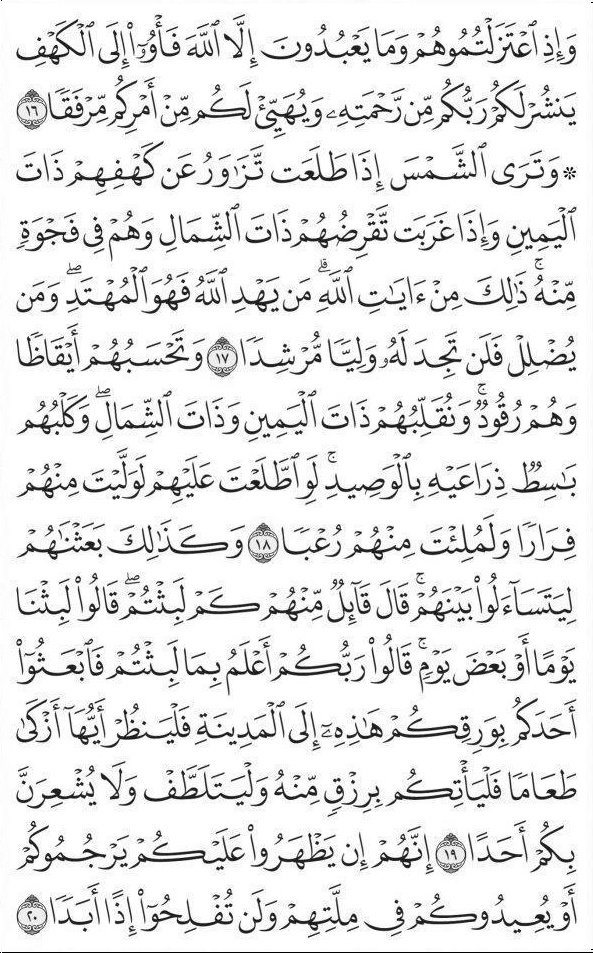 وَإِذِ ٱعۡتَزَلۡتُمُوهُمۡ وَمَا يَعۡبُدُونَ إِلَّا ٱللَّهَ فَأۡوُۥٓاْ إِلَى ٱلۡكَهۡفِ
يَنشُرۡ لَكُمۡ رَبُّكُم مِّن رَّحۡمَتِهِۦ وَيُهَيِّئۡ لَكُم مِّنۡ أَمۡرِكُم مِّرۡفَقٗا ١٦
۞ وَتَرَى ٱلشَّمۡسَ إِذَا طَلَعَت تَّزَٰوَرُ عَن كَهۡفِهِمۡ ذَاتَ
ٱلۡيَمِينِ وَإِذَا غَرَبَت تَّقۡرِضُهُمۡ ذَاتَ ٱلشِّمَالِ وَهُمۡ فِي فَجۡوَةٖ
مِّنۡهُۚ ذَٰلِكَ مِنۡ ءَايَٰتِ ٱللَّهِۗ مَن يَهۡدِ ٱللَّهُ فَهُوَ ٱلۡمُهۡتَدِۖ وَمَن
يُضۡلِلۡ فَلَن تَجِدَ لَهُۥ وَلِيّٗا مُّرۡشِدٗا ١٧ وَتَحۡسَبُهُمۡ أَيۡقَاظٗا
وَهُمۡ رُقُودٞۚ وَنُقَلِّبُهُمۡ ذَاتَ ٱلۡيَمِينِ وَذَاتَ ٱلشِّمَالِۖ وَكَلۡبُهُم
بَٰسِطٞ ذِرَاعَيۡهِ بِٱلۡوَصِيدِۚ لَوِ ٱطَّلَعۡتَ عَلَيۡهِمۡ لَوَلَّيۡتَ مِنۡهُمۡ
فِرَارٗا وَلَمُلِئۡتَ مِنۡهُمۡ رُعۡبٗا ١٨ وَكَذَٰلِكَ بَعَثۡنَٰهُمۡ
لِيَتَسَآءَلُواْ بَيۡنَهُمۡۚ قَالَ قَآئِلٞ مِّنۡهُمۡ كَمۡ لَبِثۡتُمۡۖ قَالُواْ لَبِثۡنَا
يَوۡمًا أَوۡ بَعۡضَ يَوۡمٖۚ قَالُواْ رَبُّكُمۡ أَعۡلَمُ بِمَا لَبِثۡتُمۡ فَٱبۡعَثُوٓاْ
أَحَدَكُم بِوَرِقِكُمۡ هَٰذِهِۦٓ إِلَى ٱلۡمَدِينَةِ فَلۡيَنظُرۡ أَيُّهَآ أَزۡكَىٰ
طَعَامٗا فَلۡيَأۡتِكُم بِرِزۡقٖ مِّنۡهُ وَلۡيَتَلَطَّفۡ وَلَا يُشۡعِرَنَّ
بِكُمۡ أَحَدًا ١٩ إِنَّهُمۡ إِن يَظۡهَرُواْ عَلَيۡكُمۡ يَرۡجُمُوكُمۡ
أَوۡ يُعِيدُوكُمۡ فِي مِلَّتِهِمۡ وَلَن تُفۡلِحُوٓاْ إِذًا أَبَدٗا ٢٠